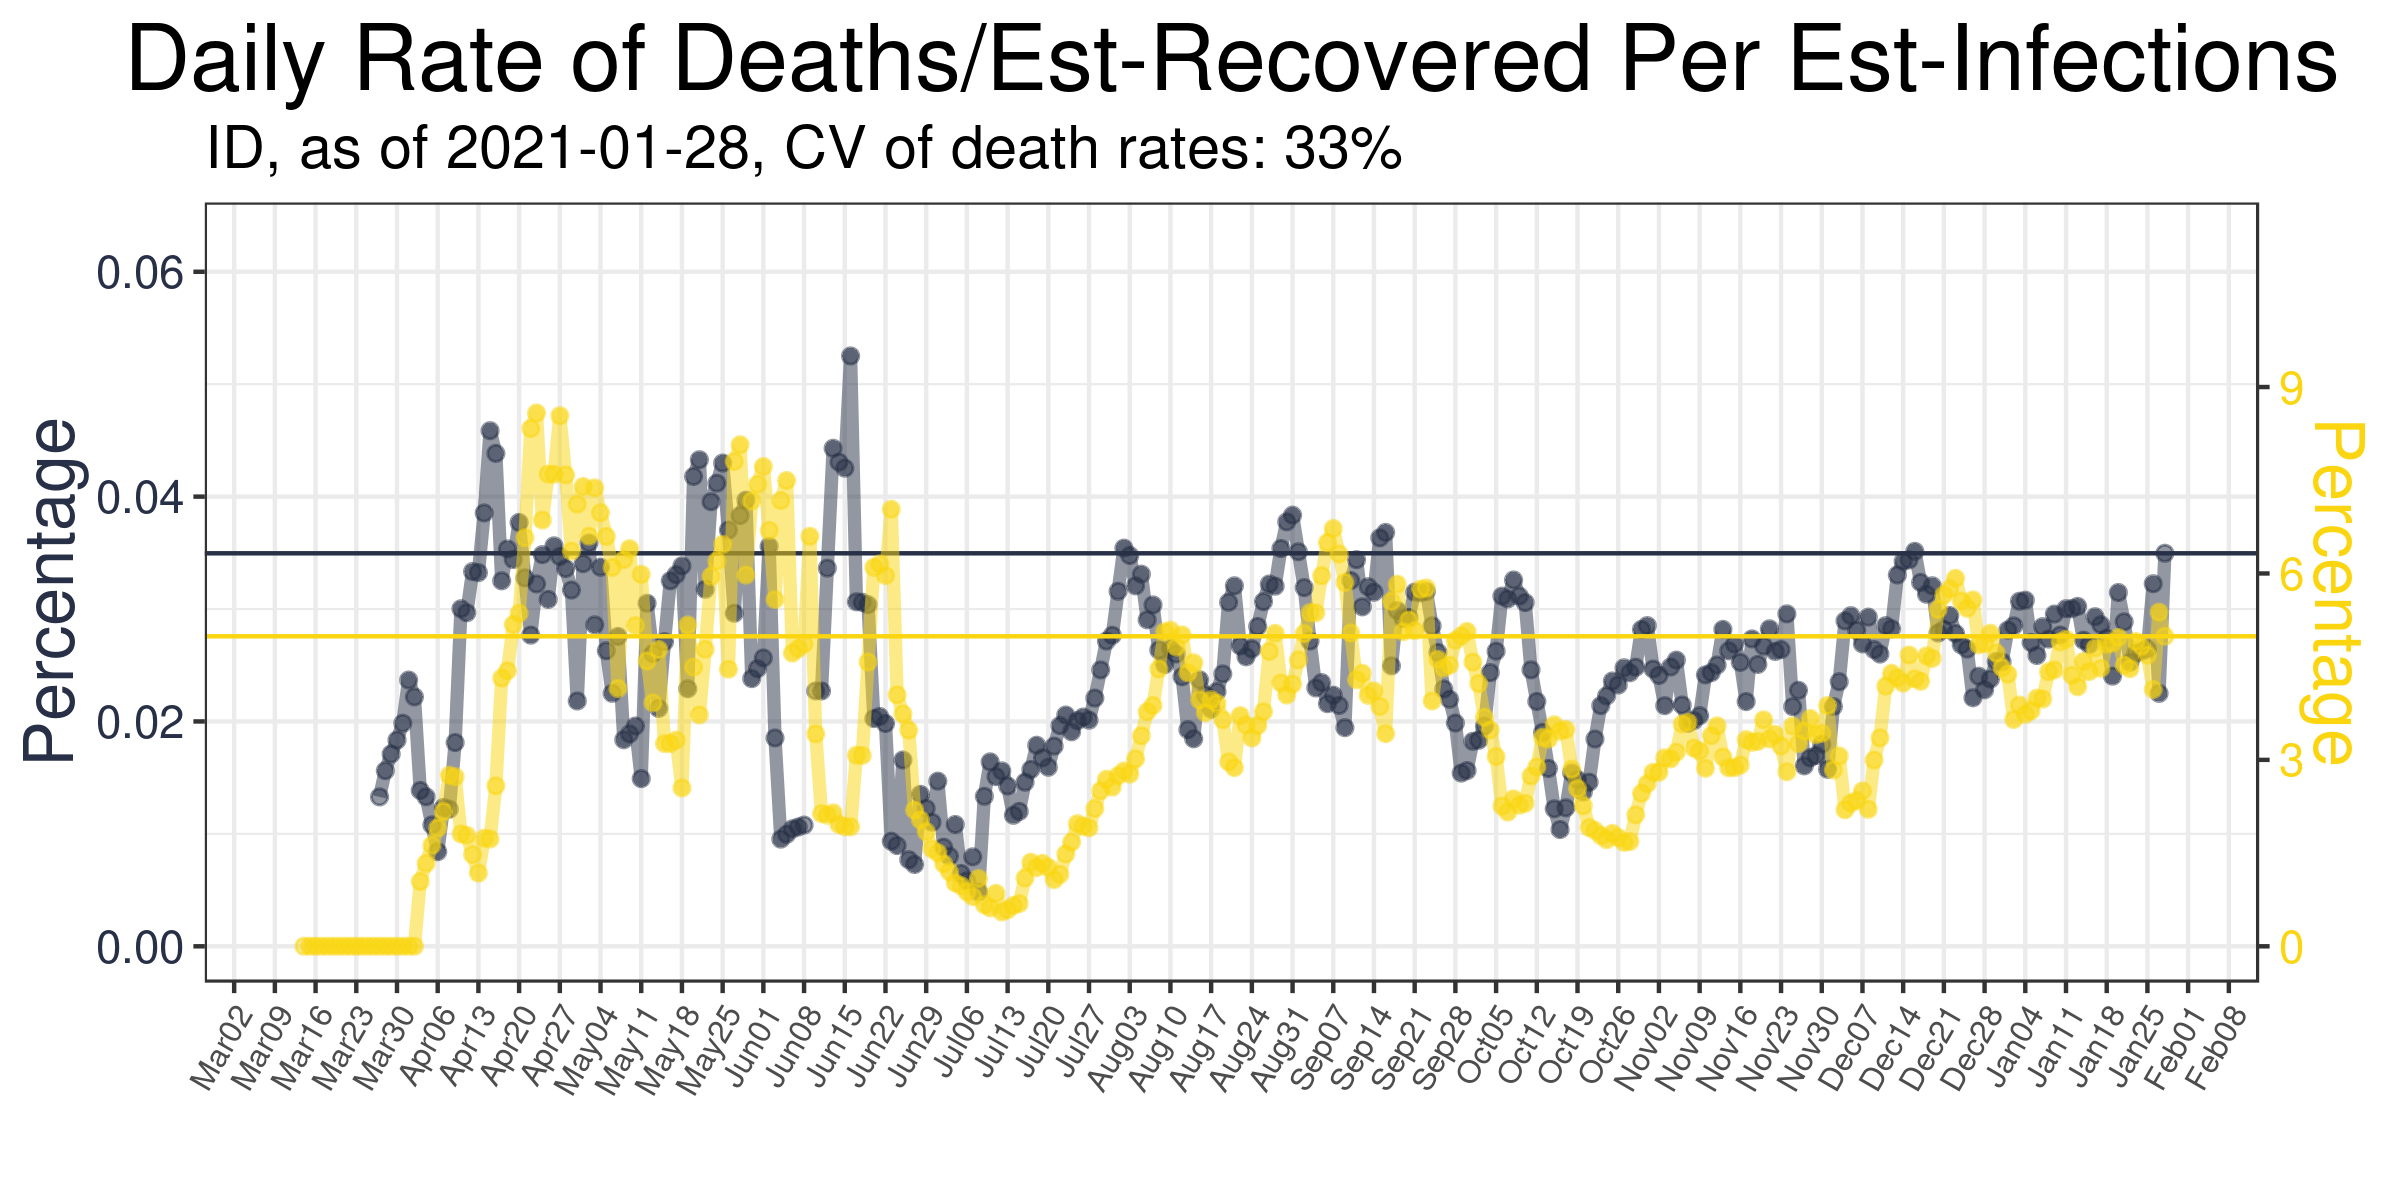 Daily Rate of Deaths/Est-Recovered Per Est-Infections
ID, as of 2021-01-28, CV of death rates: 33%
Percentage
0.06
0.04
0.02
0.00
9
6
3
0
Percentage
Mar02
Mar09
Mar16
Mar23
Mar30
Apr06
Apr13
Apr20
Apr27
May04
May11
May18
May25
Jun01
Jun08
Jun15
Jun22
Jun29
Jul06
Jul13
Jul20
Jul27
Aug03
Aug10
Aug17
Aug24
Aug31
Sep07
Sep14
Sep21
Sep28
Oct05
Oct12
Oct19
Oct26
Nov02
Nov09
Nov16
Nov23
Nov30
Dec07
Dec14
Dec21
Dec28
Jan04
Jan11
Jan18
Jan25
Feb01
Feb08